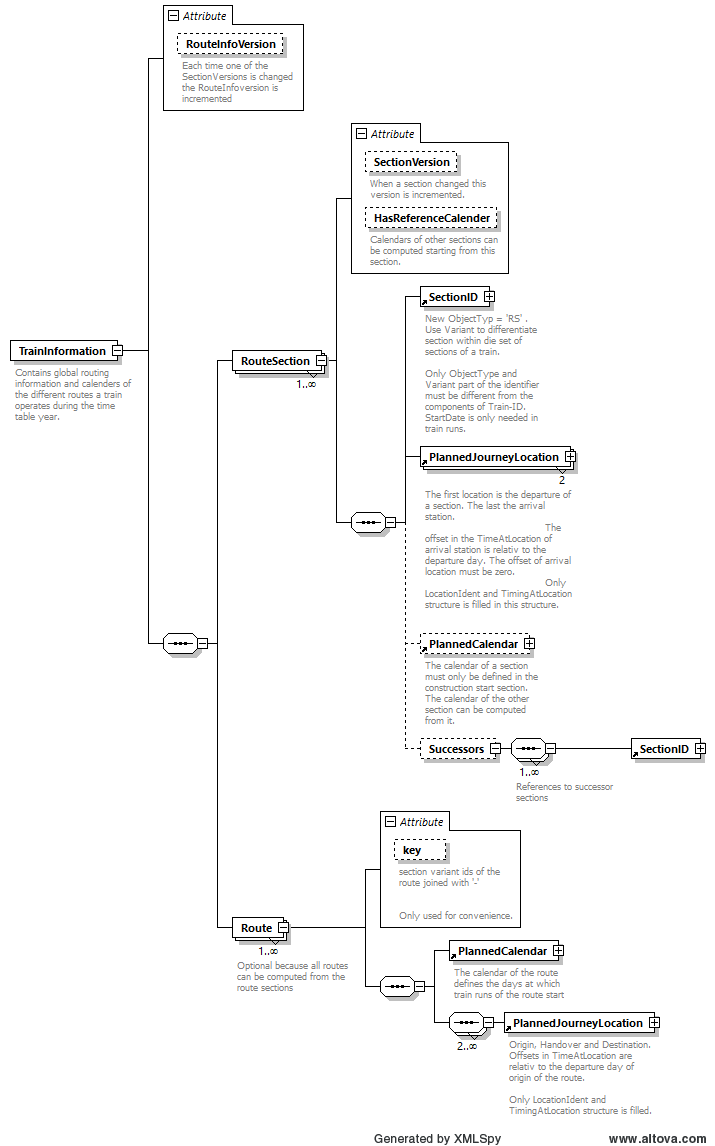 Attribute
RouteInfoVersion
Each time one of the
SectionVersions is changed
the RouteInfoversion is
incremented
Attribute
SectionVersion
When a section changed this
version is incremented.
HasReferenceCalender
Calendars of other sections can
be computed starting from this
section.
TrainInformation
Contains global routing
information and calenders of
the different routes a train
operates during the time
table year.
RouteSection
1..∞
SectionID
New ObjectTyp = 'RS' .
Use Variant to differentiate
section within die set of
sections of a train.
Only ObjectType and
Variant part of the identifier
must be different from the
components of Train-ID.
StartDate is only needed in
train runs.
PlannedJourneyLocation
2
The first location is the departure of
a section. The last the arrival
station.
The
offset in the TimeAtLocation of
arrival station is relativ to the
departure day. The offset of arrival
location must be zero.
Only
LocationIdent and TimingAtLocation
structure is filled in this structure.
PlannedCalendar
The calendar of a section
must only be defined in the
construction start section.
The calendar of the other
section can be computed
from it.
Successors
1..∞
References to successor
sections
SectionID
Route
1..∞
Optional because all routes
can be computed from the
route sections
Attribute
key
section variant ids of the
route joined with '-'
Only used for convenience.
PlannedCalendar
The calendar of the route
defines the days at which
train runs of the route start
2..∞
PlannedJourneyLocation
Origin, Handover and Destination.
Offsets in TimeAtLocation are
relativ to the departure day of
origin of the route.
Only LocationIdent and
TimingAtLocation structure is filled.
Generated by XMLSpy
www.altova.com